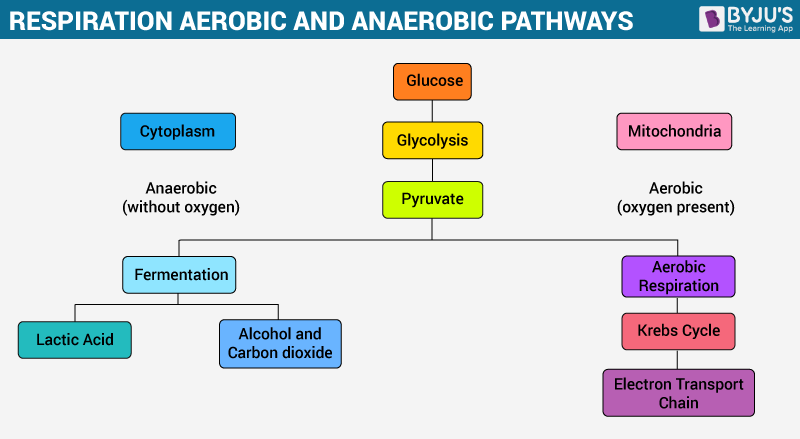 RESPIRATION AEROBIC AND ANAEROBIC PATHWAYS
BYJU'S
The Learning App
Glucose
Cytoplasm
Glycolysis
Mitochondria
Anaerobic
(without oxygen)
Pyruvate
Aerobic
(oxygen present)
Fermentation
Aerobic
Respiration
Lactic Acid
Alcohol and
Carbon dioxide
Krebs Cycle
Electron Transport
Chain